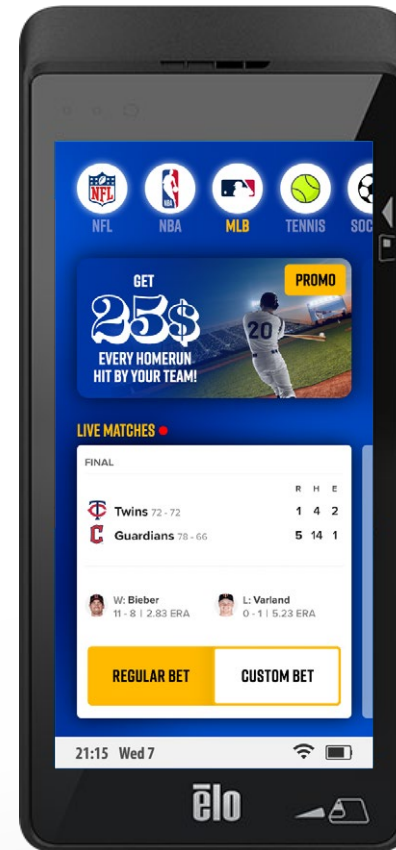 NFL
NBA
NFL NBA MLB TENNIS SOC
GET
25$
EVERY HOMERUN
HIT BY YOUR TEAM!
PROMO
20
LIVE MATCHES
FINAL
R H E
Twins 72 - 72 1 4 2
Guardians 78 - 66 5 14 1
W: Bieber
11 - 8 | 2.83 ERA
L: Varland
0 - 1 | 5.23 ERA
REGULAR BET CUSTOM BET
21:15 Wed 7
ēlo